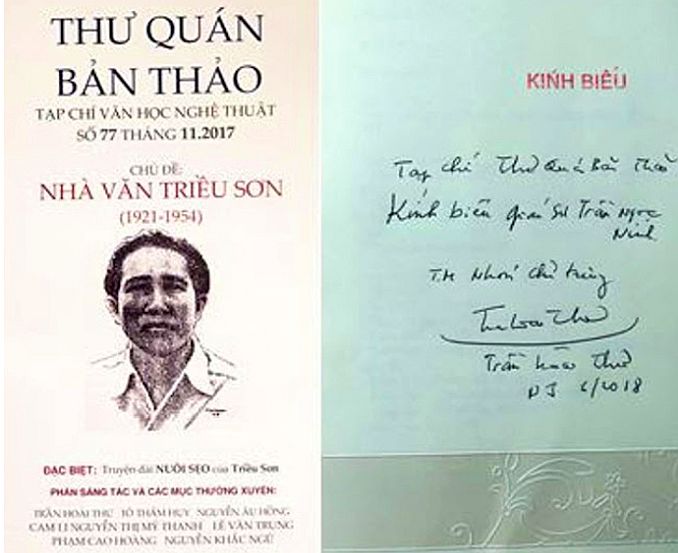 THƯ QUÁN
BẢN THẢO
TẠP CHÍ VĂN HỌC NGHỆ THUẬT
SỐ 77 THÁNG 11.2017
CHỦ ĐỀ:
NHÀ VĂN TRIỀU SƠN
(1921-1954)
ĐẶC BIỆT: Truyện dài NUÔI SẸO của Triều Sơn
PHẦN SÁNG TÁC VÀ CÁC MỤC THƯỜNG XUYÊN:
TRẦN HOÀI THƯ TÔ THẨM HUY NGUYỄN ÂU HỒNG
CAM LI NGUYỄN THỊ MỸ THANH LÊ VĂN TRUNG
PHẠM CAO HOÀNG NGUYỄN KHẮC NGỮ
KÍNH BIẾU
Tạp chí Thư Quán Bản Thảo
Kính biếu giáo sư Trần Ngọc
Ninh
T.M Nhóm chủ trương
Trần Hoài Thư
NJ 6/2018